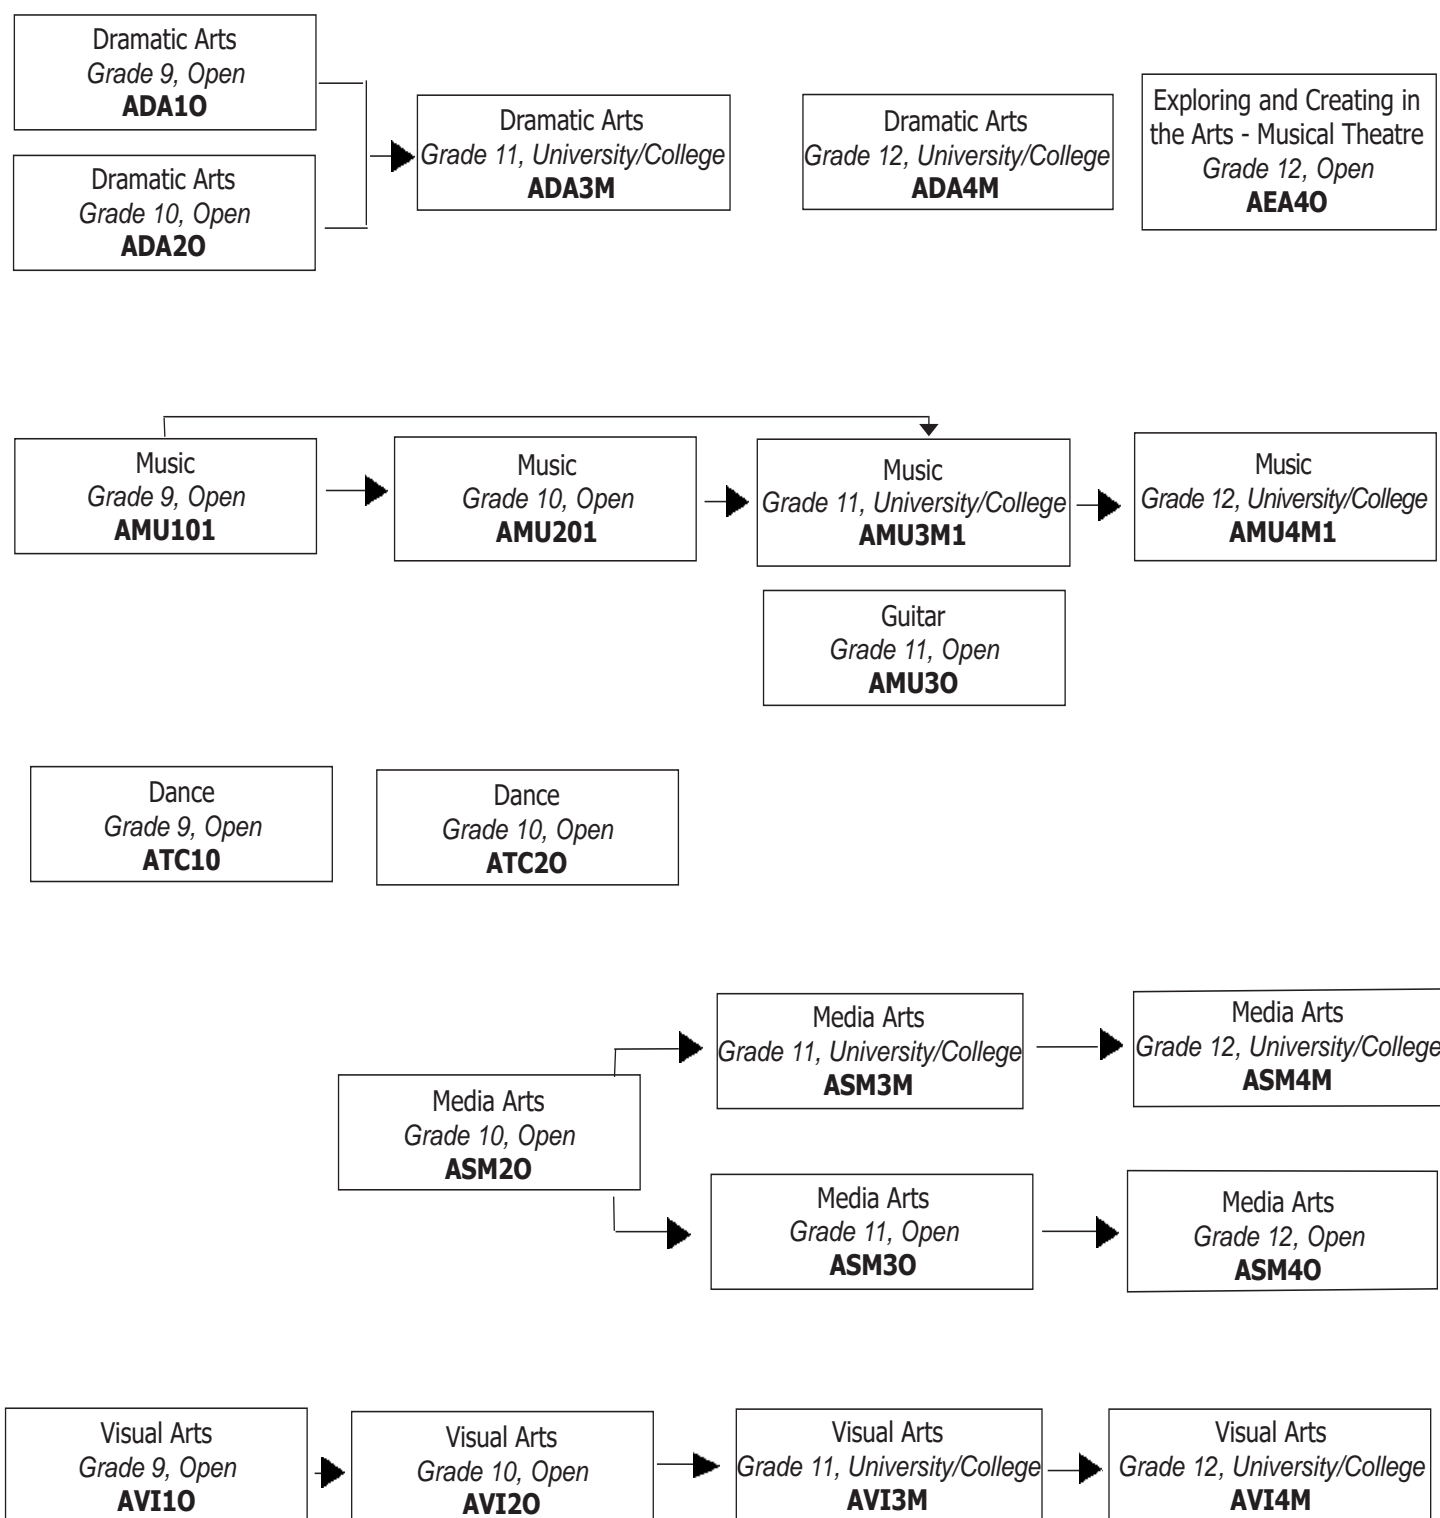 Dramatic Arts
Grade 9, Open
ADA1O
Dramatic Arts
Grade 10, Open
ADA2O
Dramatic Arts
Grade 11, University/College
ADA3M
Dramatic Arts
Grade 12, University/College
ADA4M
Exploring and Creating in
the Arts - Musical Theatre
Grade 12, Open
AEA4O
Music
Grade 9, Open
AMU101
Music
Grade 10, Open
AMU201
Music
Grade 11, University/College
AMU3M1
Music
Grade 12, University/College
AMU4M1
Guitar
Grade 11, Open
AMU3O
Dance
Grade 9, Open
ATC10
Dance
Grade 10, Open
ATC2O
Media Arts
Grade 10, Open
ASM2O
Media Arts
Grade 11, University/College
ASM3M
Media Arts
Grade 12, University/College
ASM4M
Media Arts
Grade 11, Open
ASM3O
Media Arts
Grade 12, Open
ASM4O
Visual Arts
Grade 9, Open
AVI1O
Visual Arts
Grade 10, Open
AVI2O
Visual Arts
Grade 11, University/College
AVI3M
Visual Arts
Grade 12, University/College
AVI4M